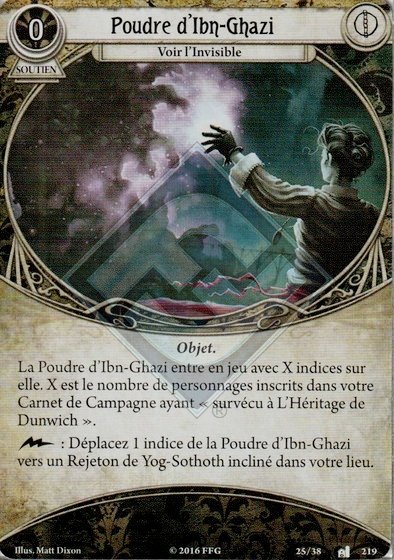 0
Poudre d'Ibn-Ghazi
SOUTIEN
Voir l'Invisible
Objet.
La Poudre d'Ibn-Ghazi entre en jeu avec X indices sur
elle. X est le nombre de personnages inscrits dans votre
Carnet de Campagne ayant « survécu à L'Héritage de
Dunwich ».
: Déplacez 1 indice de la Poudre d'Ibn-Ghazi
vers un Rejeton de Yog-Sothoth incliné dans votre lieu.
®
Illus. Matt Dixon
© 2016 FFG
25/38
219